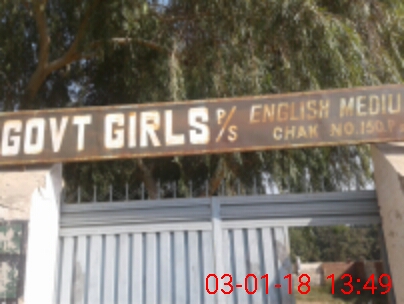 GOVT GIRLS P/S ENGLISH MEDIU
CHAK NO.150
03-01-18 13:49